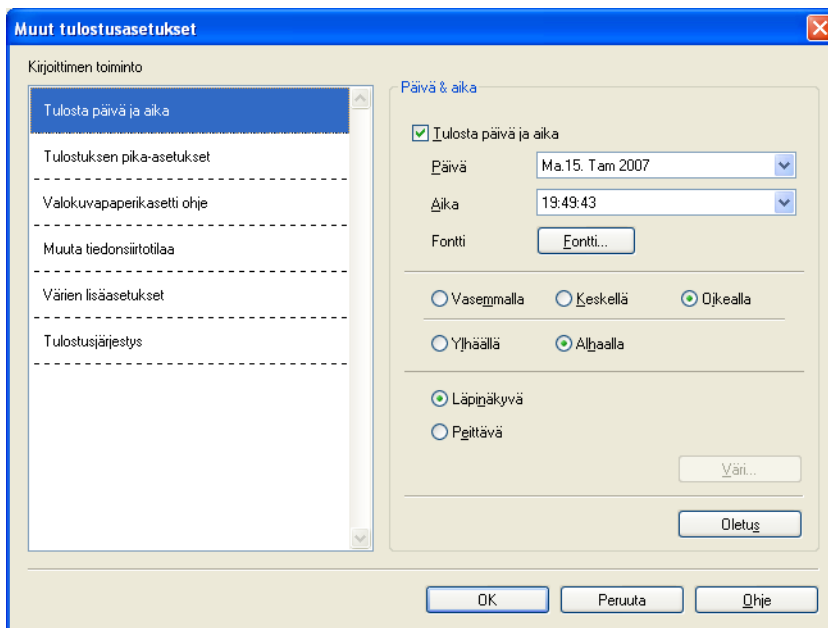 Muut tulostusasetukset
Kirjoittimen toiminto
Tulosta päivä ja aika
Tulostuksen pika-asetukset
Valokuvapaperikasetti ohje
Muuta tiedonsiirtotilaa
Värien lisäasetukset
Tulostusjärjestys
Päivä & aika
Tulosta päivä ja aika
Päivä Ma.15. Tam 2007
Aika 19:49:43
Fontti Fontti...
Vasemmalla Keskellä Oikealla
Ylhäällä Alhaalla
Läpinäkyvä
Peittävä
Väri...
Oletus
OK Peruuta Ohje